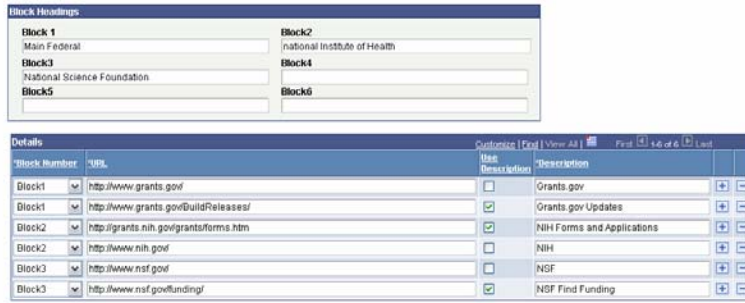 Block Headings
Block 1 Block2
Main Federal national Institute of Health
Block3 Block4
National Science Foundation
Block5 Block6
Details Customize | Find | View All | First 1-6 of 6 Last
*Block Number *URL Use Description *Description
Block1 http://www.grants.gov/ Grants.gov
Block1 http://www.grants.gov/BuildReleases/ Grants.gov Updates
Block2 http://grants.nih.gov/grants/forms.htm NIH Forms and Applications
Block2 http://www.nih.gov/ NIH
Block3 http://www.nsf.gov/ NSF
Block3 http://www.nsf.gov/funding/ NSF Find Funding